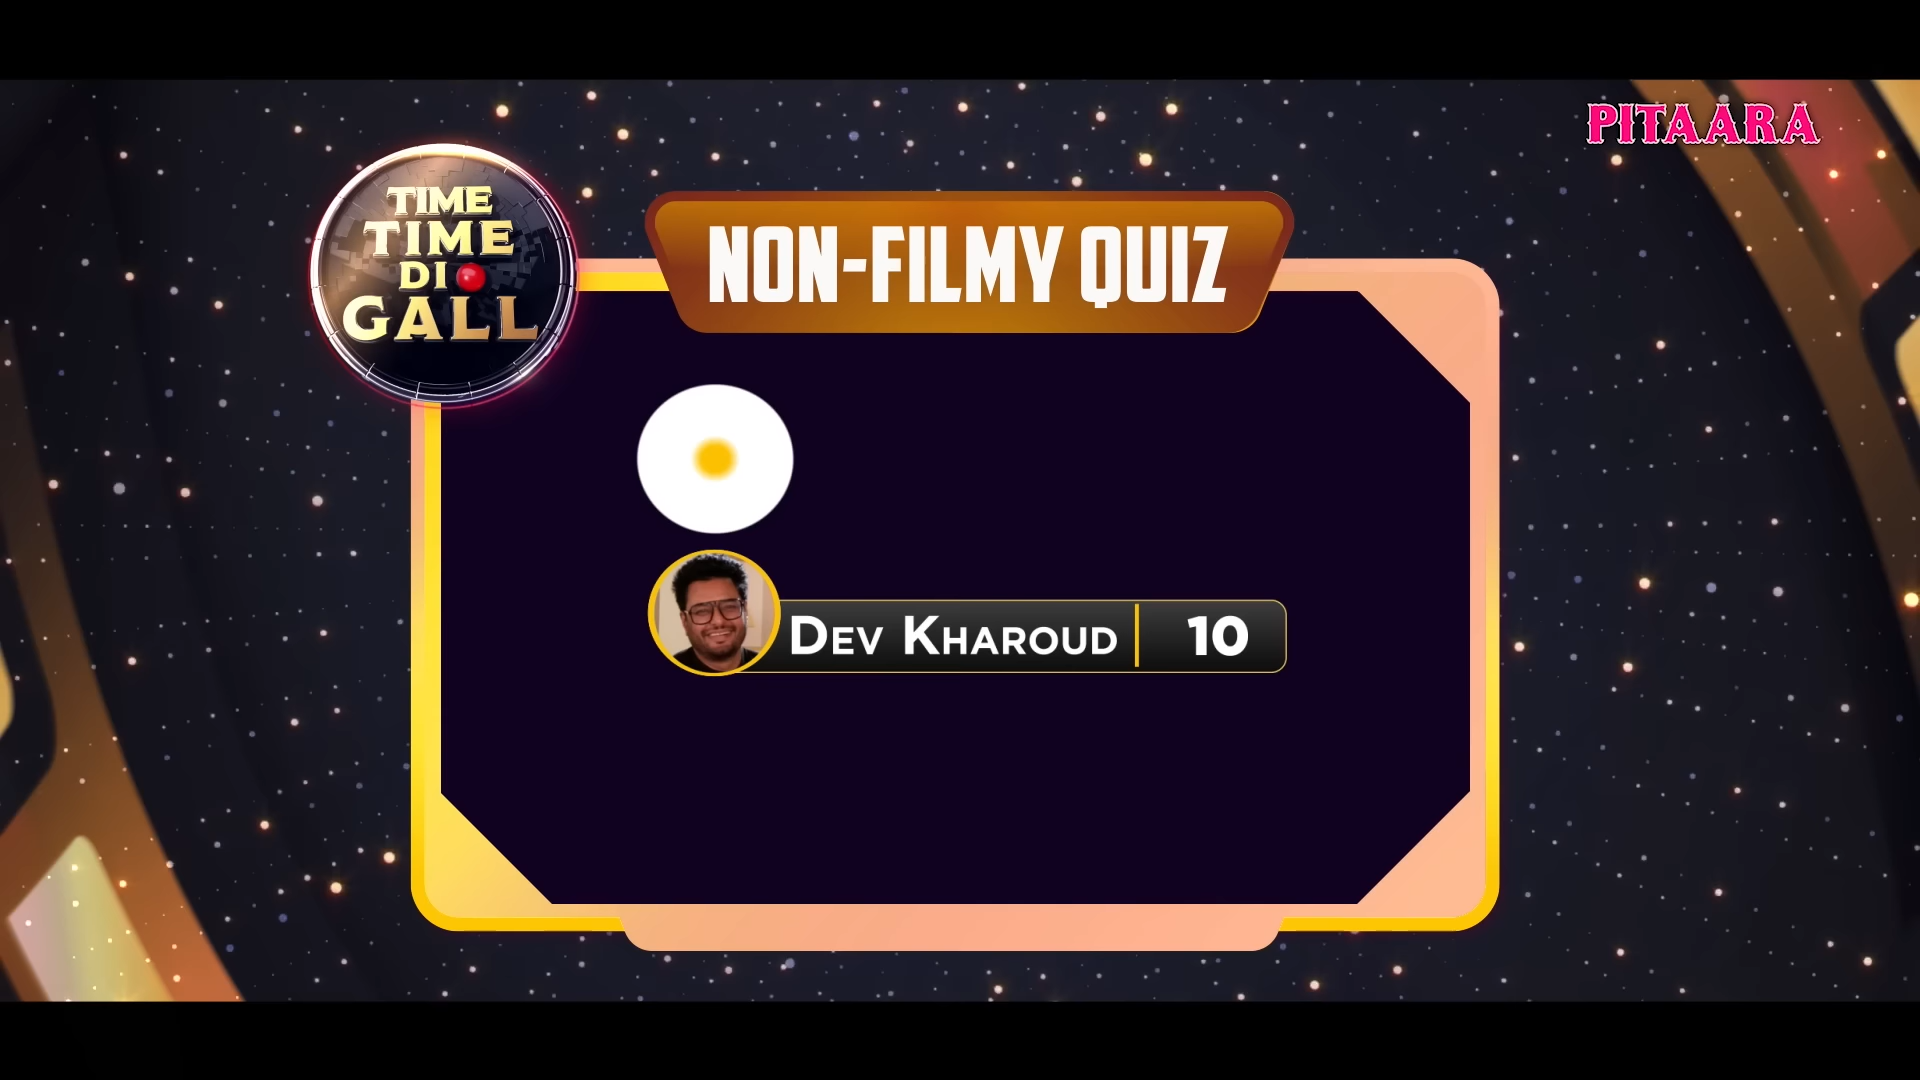 PITAARA
TIME
TIME
DI
GALL
NON-FILMY QUIZ
DEV KHAROUD 10